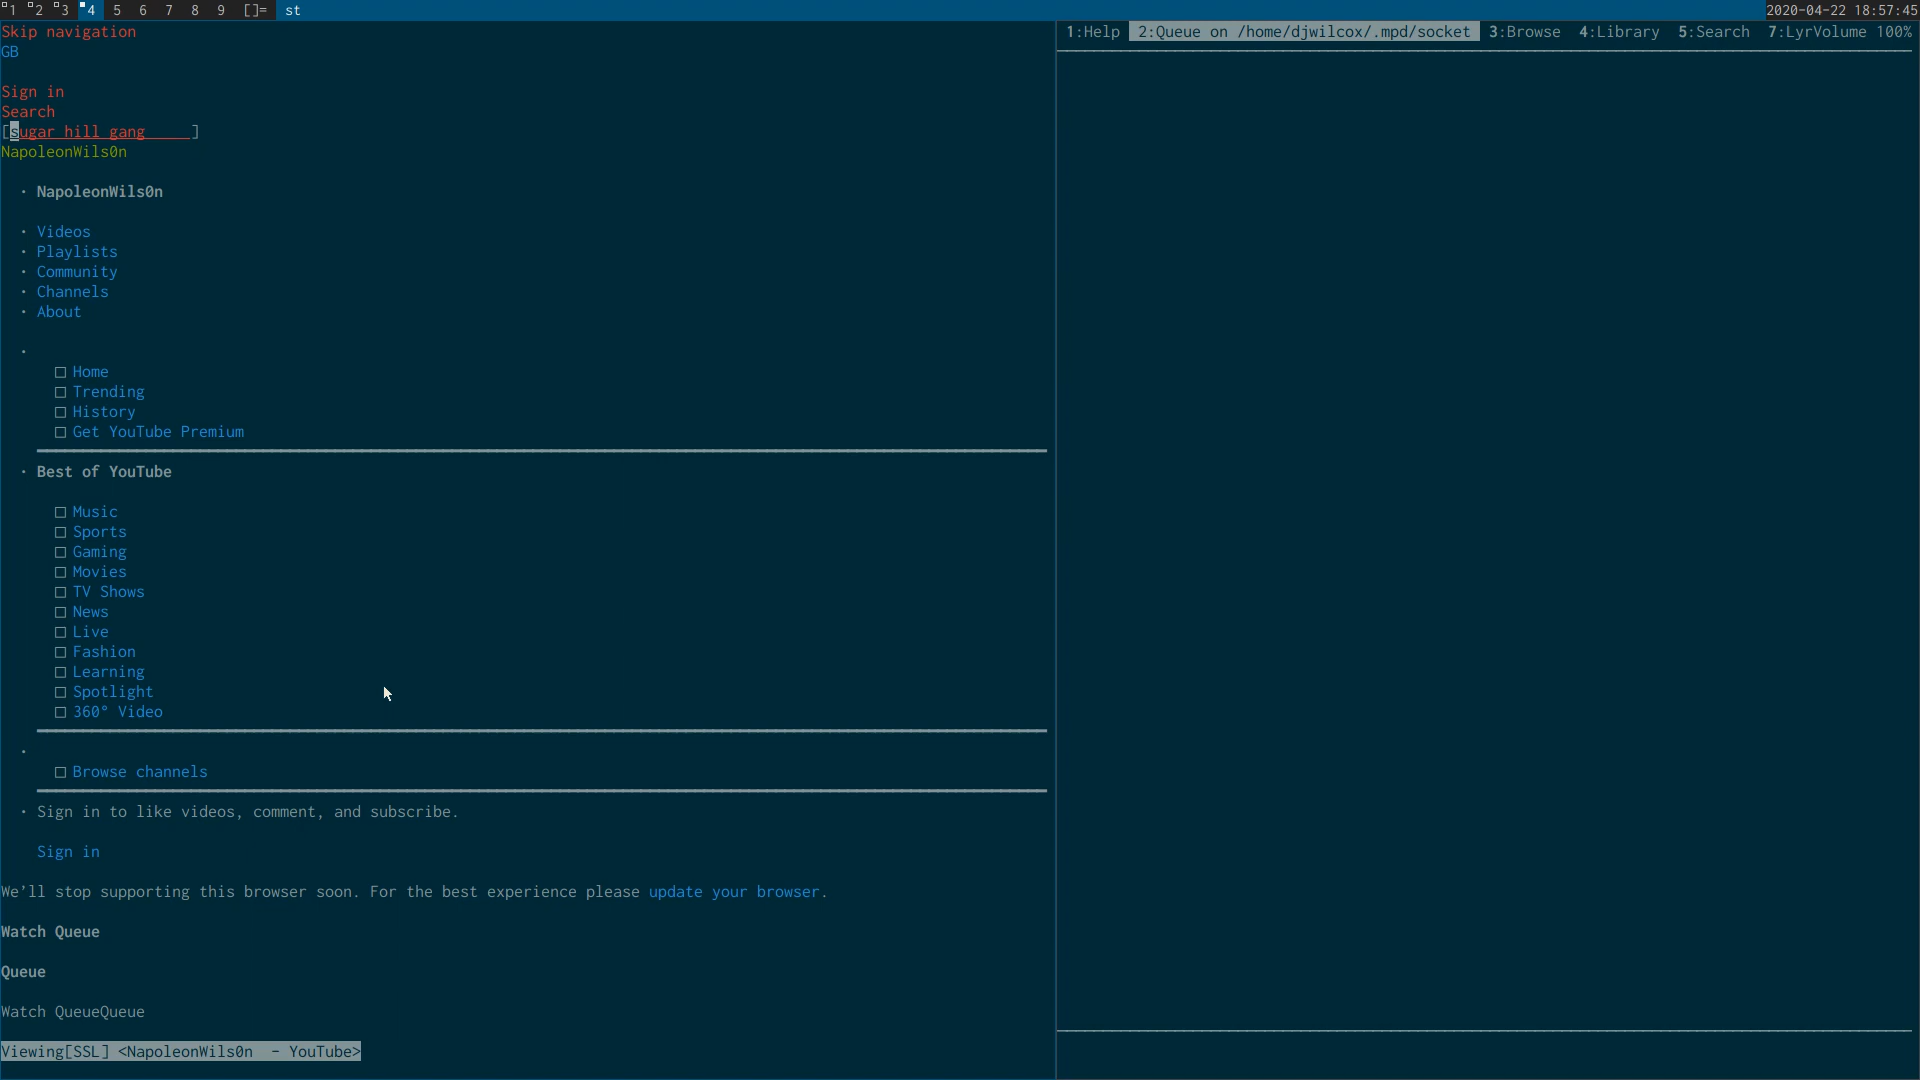 1 2 3 4 5 6 7 8 9 []= st 2020-04-22 18:57:45
Skip navigation
GB
Sign in
Search
[sugar hill gang_____]
NapoleonWils0n
· NapoleonWils0n
· Videos
· Playlists
· Community
· Channels
· About
·
□ Home
□ Trending
□ History
□ Get YouTube Premium
· Best of YouTube
□ Music
□ Sports
□ Gaming
□ Movies
□ TV Shows
□ News
□ Live
□ Fashion
□ Learning
□ Spotlight
□ 360° Video
·
□ Browse channels
· Sign in to like videos, comment, and subscribe.
Sign in
We’ll stop supporting this browser soon. For the best experience please update your browser.
Watch Queue
Queue
Watch QueueQueue
Viewing[SSL] <NapoleonWils0n  - YouTube>
1:Help 2:Queue on /home/djwilcox/.mpd/socket 3:Browse 4:Library 5:Search 7:LyrVolume 100%